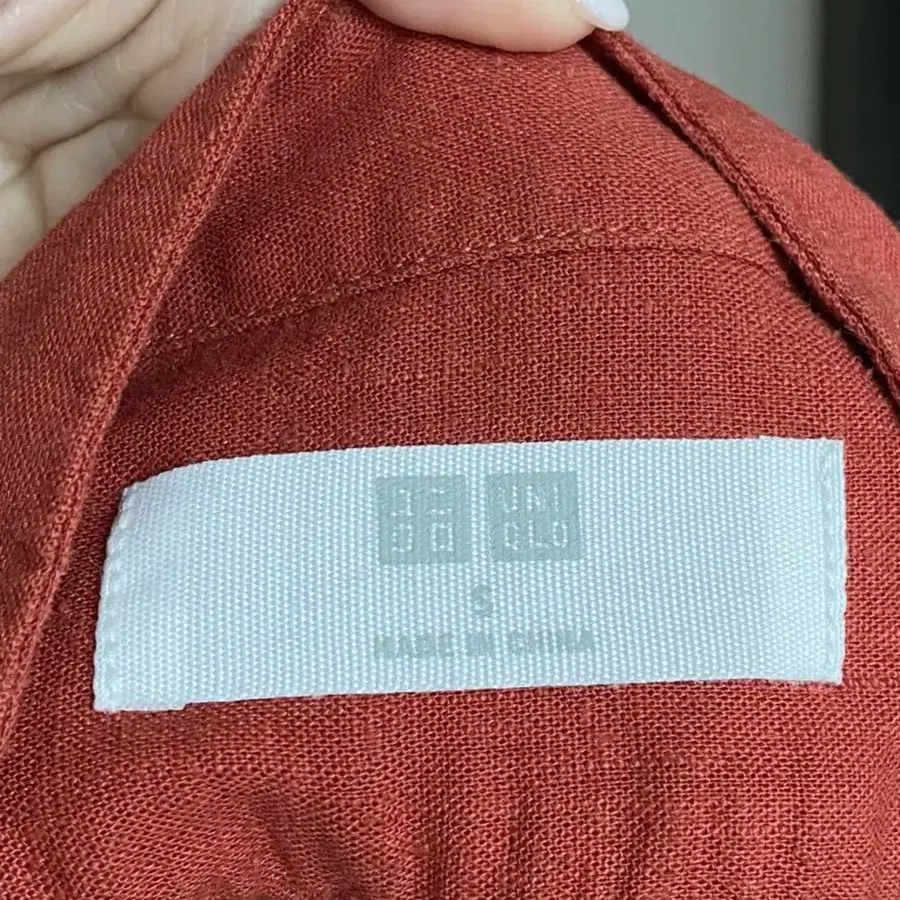 ユニ UNI
クロ QLO
S
MADE IN CHINA